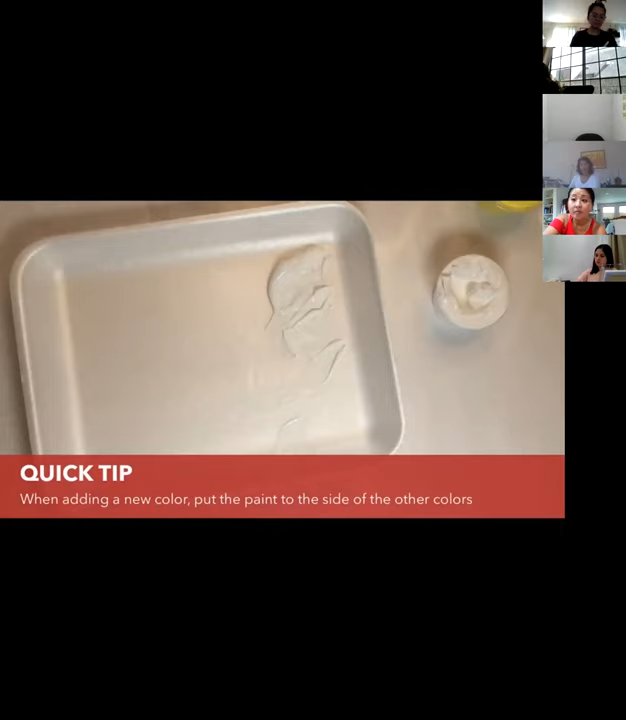 QUICK TIP
When adding a new color, put the paint to the side of the other colors